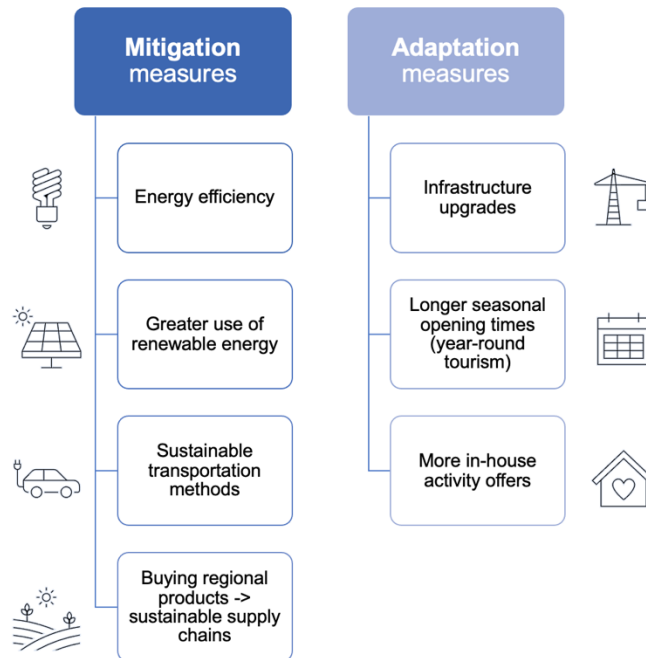 Mitigation
measures
Energy efficiency
Greater use of
renewable energy
Sustainable
transportation
methods
Buying regional
products ->
sustainable supply
chains
Adaptation
measures
Infrastructure
upgrades
Longer seasonal
opening times
(year-round
tourism)
More in-house
activity offers